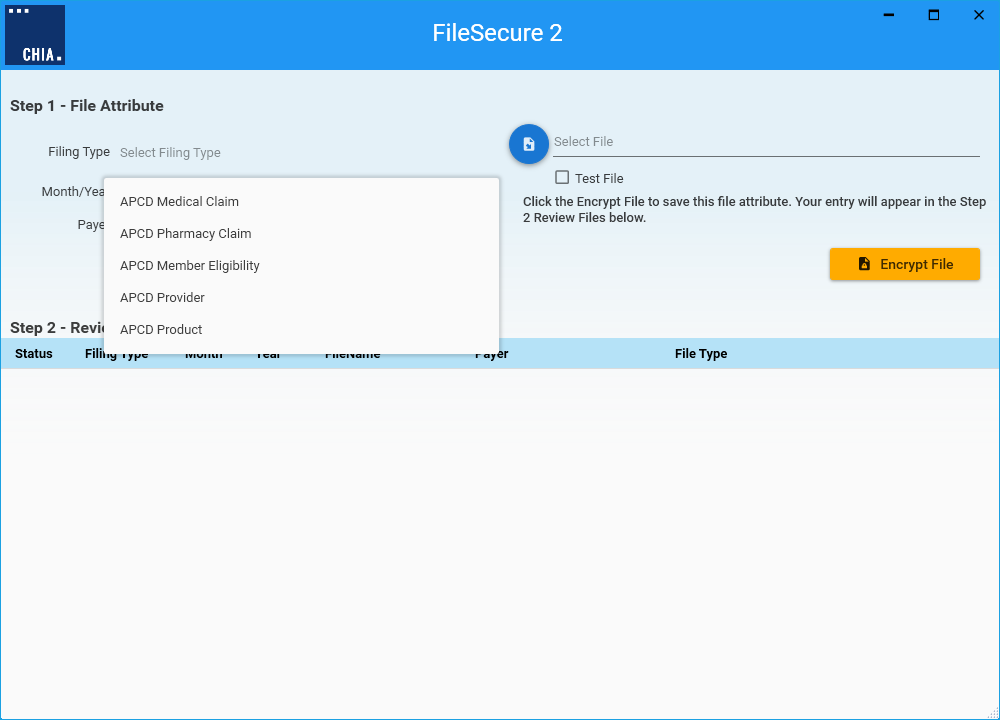 CHIA.
FileSecure 2
Step 1 - File Attribute
Filing Type Select Filing Type
Select File
Month/Yea
Test File
APCD Medical Claim
Click the Encrypt File to save this file attribute. Your entry will appear in the Step
2 Review Files below.
Paye
APCD Pharmacy Claim
APCD Member Eligibility
Encrypt File
APCD Provider
APCD Product
Step 2 - Revie
Status Filing Type Month Year FileName Payer File Type